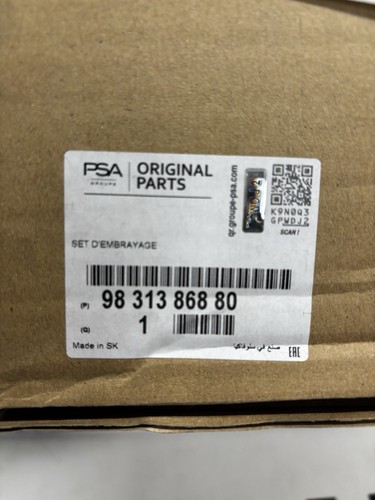 PSA
GROUPE
ORIGINAL
PARTS
qr.groupe-psa.com
K9N0Q3
GPWDJ2
SCAN !
SET D'EMBRAYAGE
(P) 98 313 868 80
(Q) 1
Made in SK
صنع في سلوفاكيا
EAC